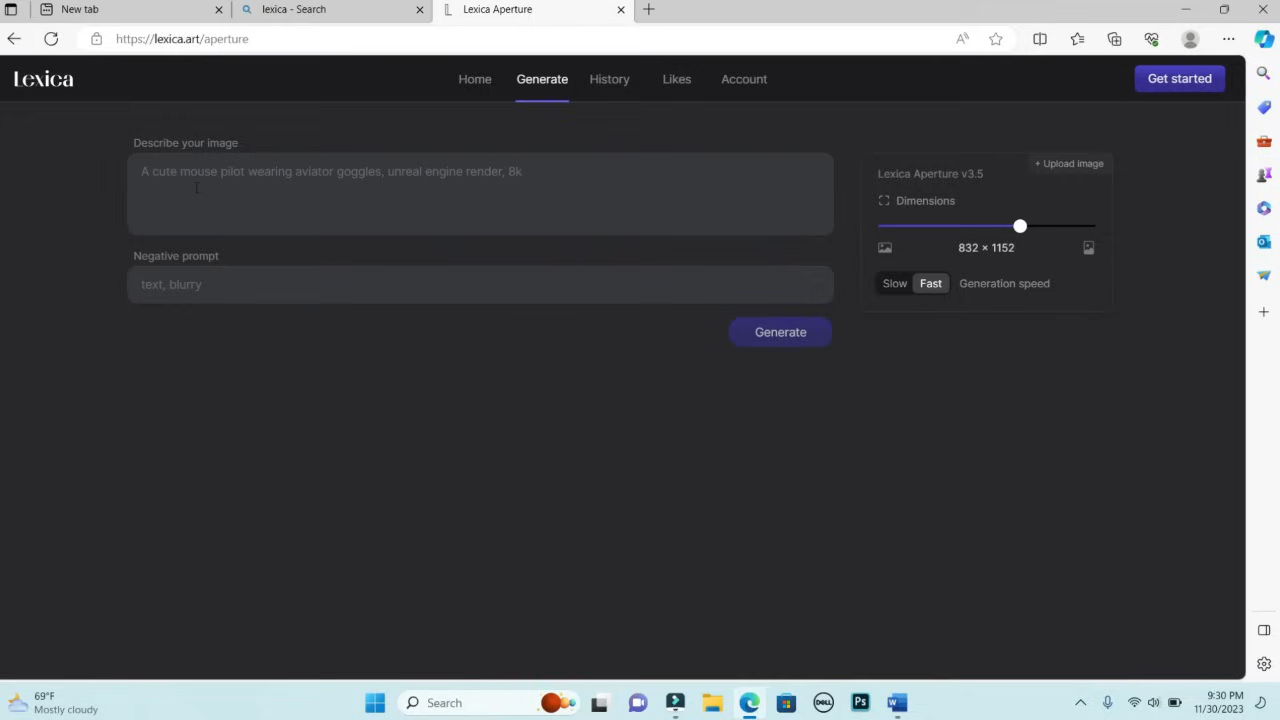 New tab
lexica - Search
Lexica Aperture
https://lexica.art/aperture
Lexica
Home
Generate
History
Likes
Account
Get started
Describe your image
A cute mouse pilot wearing aviator goggles, unreal engine render, 8k
+ Upload image
Lexica Aperture v3.5
Dimensions
832 × 1152
Slow
Fast
Generation speed
Negative prompt
text, blurry
Generate
69°F
Mostly cloudy
Search
DELL
Ps
W
9:30 PM
11/30/2023